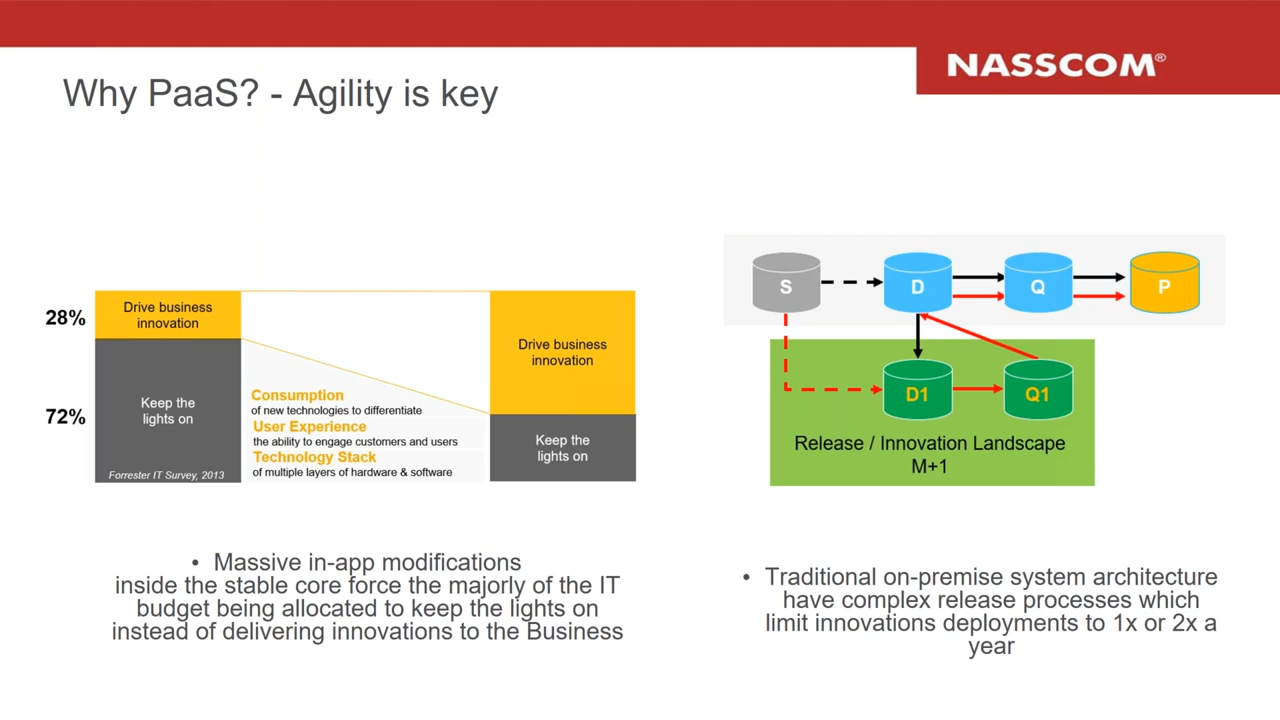 NASSCOM®
Why PaaS? - Agility is key
28%
72%
Drive business
innovation
Keep the
lights on
Forrester IT Survey, 2013
Consumption
of new technologies to differentiate
User Experience
the ability to engage customers and users
Technology Stack
of multiple layers of hardware & software
Drive business
innovation
Keep the
lights on
• Massive in-app modifications
inside the stable core force the majorly of the IT
budget being allocated to keep the lights on
instead of delivering innovations to the Business
S
D
Q
P
D1
Q1
Release / Innovation Landscape
M+1
• Traditional on-premise system architecture
have complex release processes which
limit innovations deployments to 1x or 2x a
year